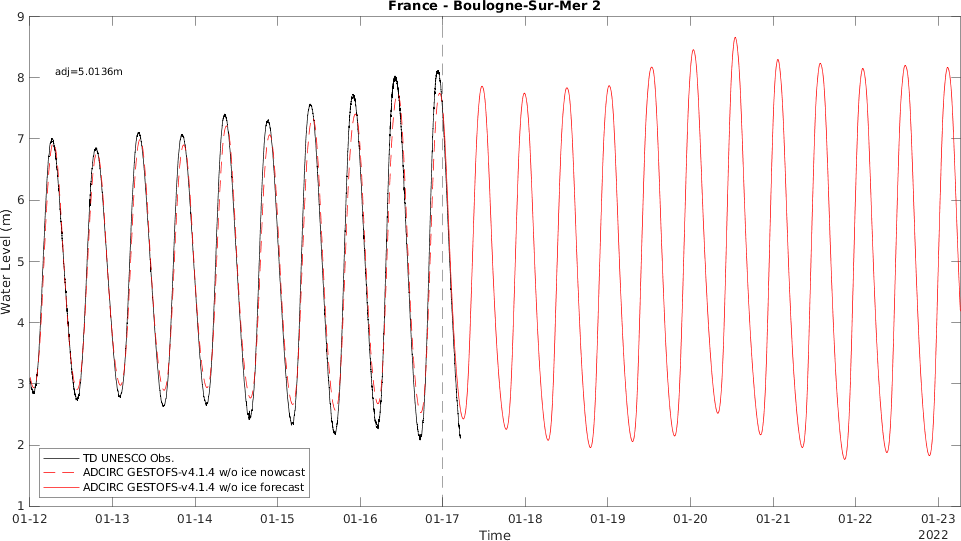 France - Boulogne-Sur-Mer 2
9
8
7
6
5
4
3
2
1
Water Level (m)
adj=5.0136m
TD UNESCO Obs.
ADCIRC GESTOFS-v4.1.4 w/o ice nowcast
ADCIRC GESTOFS-v4.1.4 w/o ice forecast
01-12 01-13 01-14 01-15 01-16 01-17 01-18 01-19 01-20 01-21 01-22 01-23
Time
2022